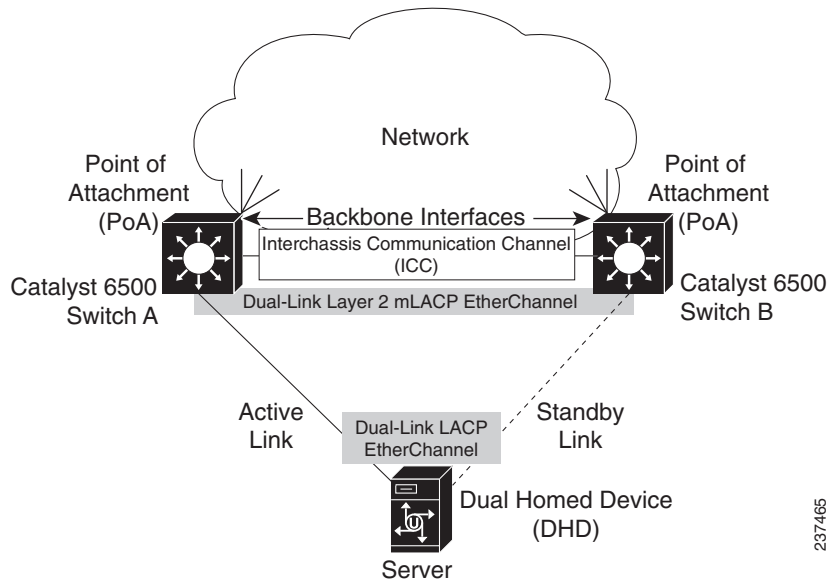 Network
Point of
Attachment
(PoA)
Point of
Attachment
(PoA)
Backbone Interfaces
Interchassis Communication Channel
(ICC)
Catalyst 6500
Switch A
Catalyst 6500
Switch B
Dual-Link Layer 2 mLACP EtherChannel
Active
Link
Dual-Link LACP
EtherChannel
Standby
Link
Dual Homed Device
(DHD)
Server
237465